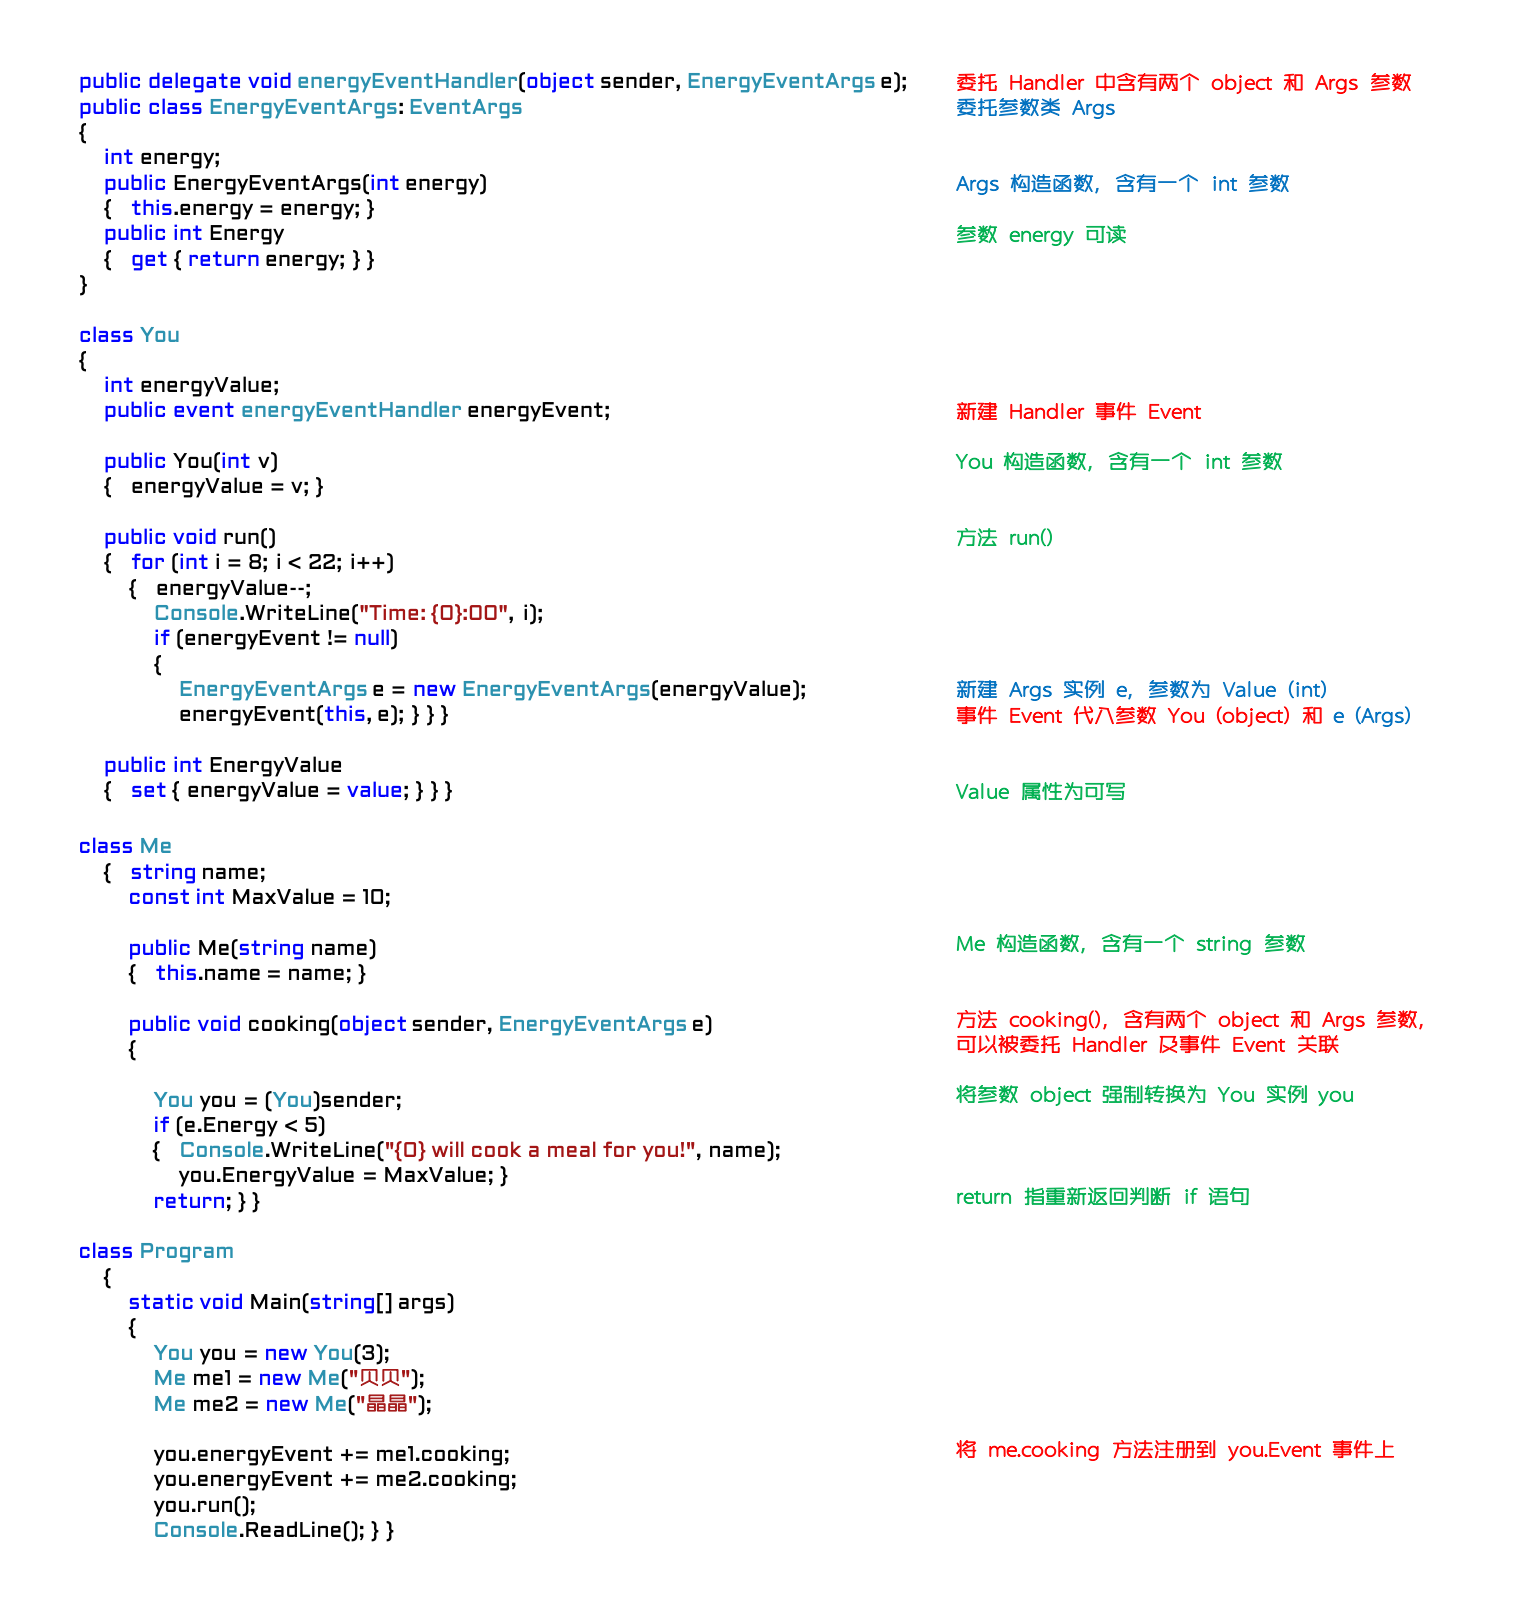 public delegate void energyEventHandler(object sender, EnergyEventArgs e); 委托 Handler 中含有两个 object 和 Args 参数
public class EnergyEventArgs: EventArgs 委托参数类 Args
{
int energy;
public EnergyEventArgs(int energy) Args 构造函数，含有一个 int 参数
{ this.energy = energy; }
public int Energy 参数 energy 可读
{ get { return energy; } }
}
class You
{
int energyValue;
public event energyEventHandler energyEvent; 新建 Handler 事件 Event
public You(int v) You 构造函数，含有一个 int 参数
{ energyValue = v; }
public void run() 方法 run()
{ for (int i = 8; i < 22; i++)
{ energyValue--;
Console.WriteLine("Time: {0}:00", i);
if (energyEvent != null)
{
EnergyEventArgs e = new EnergyEventArgs(energyValue); 新建 Args 实例 e，参数为 Value (int)
energyEvent(this, e); } } } 事件 Event 代入参数 You (object) 和 e (Args)
public int EnergyValue
{ set { energyValue = value; } } } Value 属性为可写
class Me
{ string name;
const int MaxValue = 10;
public Me(string name) Me 构造函数，含有一个 string 参数
{ this.name = name; }
public void cooking(object sender, EnergyEventArgs e) 方法 cooking()，含有两个 object 和 Args 参数，
{ 可以被委托 Handler 及事件 Event 关联
You you = (You)sender; 将参数 object 强制转换为 You 实例 you
if (e.Energy < 5)
{ Console.WriteLine("{0} will cook a meal for you!", name);
you.EnergyValue = MaxValue; }
return; } } return 指重新返回判断 if 语句
class Program
{
static void Main(string[] args)
{
You you = new You(3);
Me me1 = new Me("贝贝");
Me me2 = new Me("晶晶");
you.energyEvent += me1.cooking; 将 me.cooking 方法注册到 you.Event 事件上
you.energyEvent += me2.cooking;
you.run();
Console.ReadLine(); } }